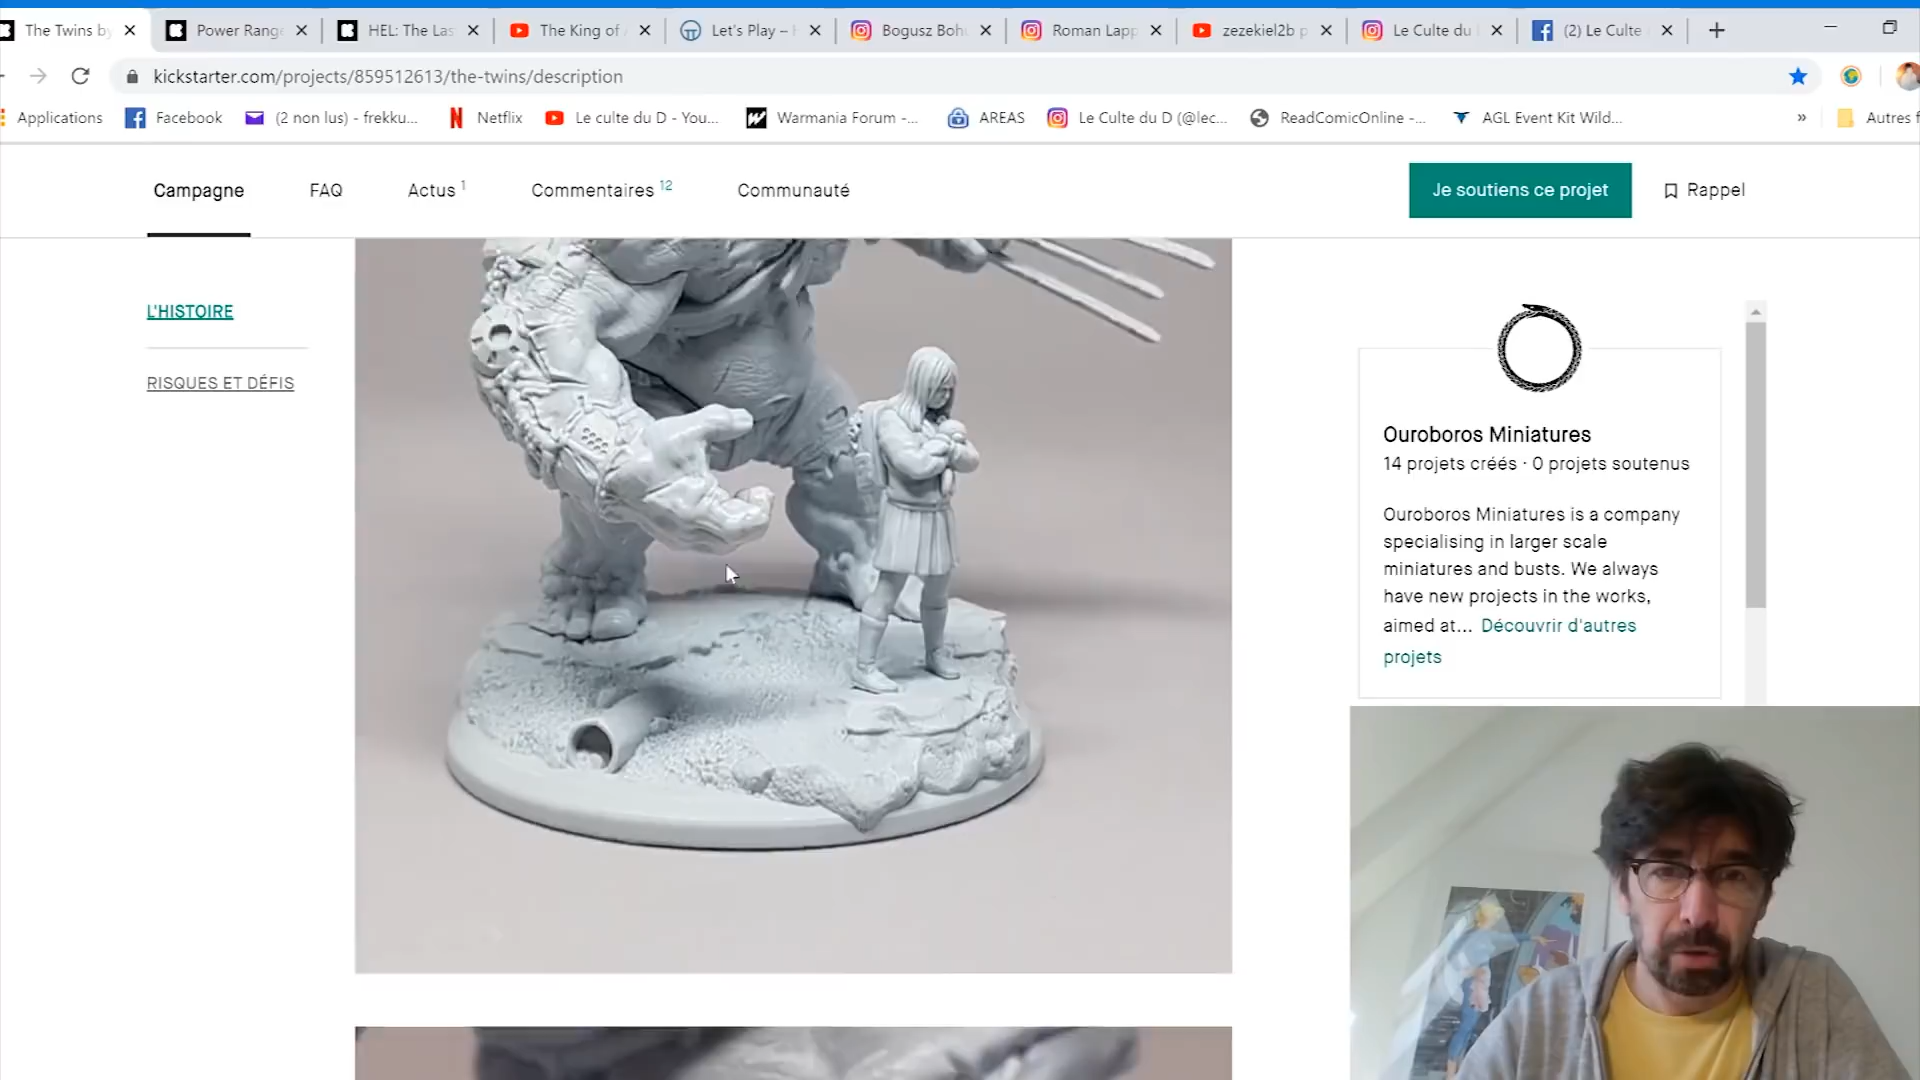 The Twins by
Power Range
HEL: The Las
The King of
Let's Play –
Bogusz Boh
Roman Lapp
zezekiel2b p
Le Culte du
(2) Le Culte
kickstarter.com/projects/859512613/the-twins/description
Applications
Facebook
(2 non lus) - frekku...
Netflix
Le culte du D - You...
Warmania Forum -...
AREAS
Le Culte du D (@lec...
ReadComicOnline -...
AGL Event Kit Wild...
»
Autres f
Campagne
FAQ
Actus 1
Commentaires 12
Communauté
Je soutiens ce projet
Rappel
L'HISTOIRE
RISQUES ET DÉFIS
Ouroboros Miniatures
14 projets créés · 0 projets soutenus
Ouroboros Miniatures is a company
specialising in larger scale
miniatures and busts. We always
have new projects in the works,
aimed at... Découvrir d'autres
projets